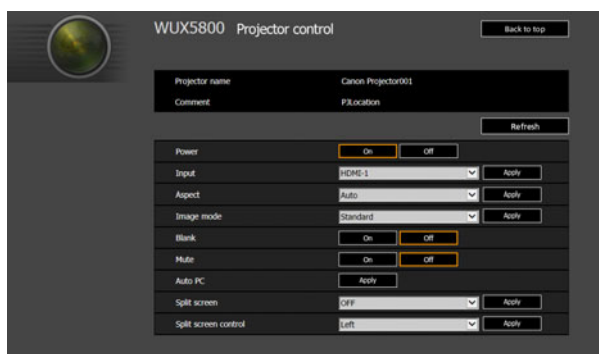 WUX5800 Projector control Back to top
Projector name Canon Projector001
Comment PJLocation
Refresh
Power On Off
Input HDMI-1 Apply
Aspect Auto Apply
Image mode Standard Apply
Blank On Off
Mute On Off
Auto PC Apply
Split screen OFF Apply
Split screen control Left Apply